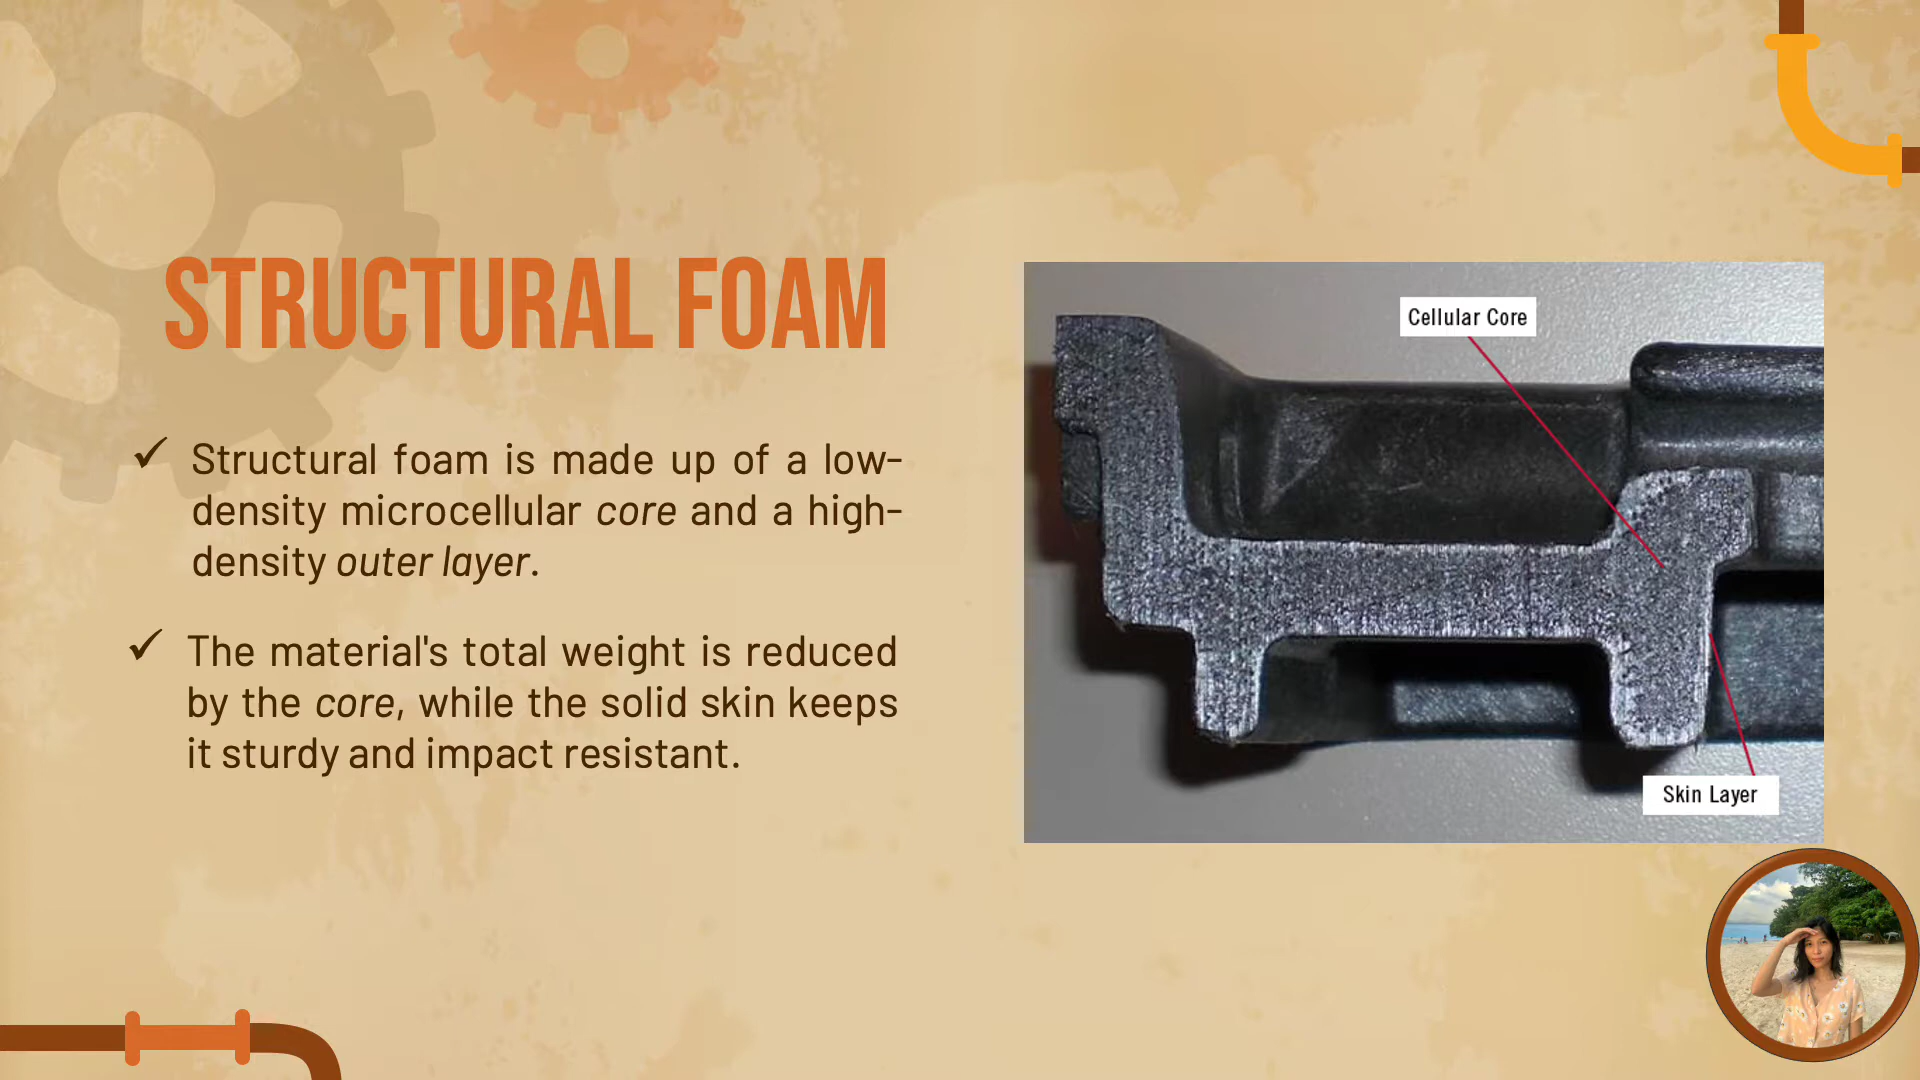 STRUCTURAL FOAM
Structural foam is made up of a low-
density microcellular core and a high-
density outer layer.
The material's total weight is reduced
by the core, while the solid skin keeps
it sturdy and impact resistant.
Cellular Core
Skin Layer